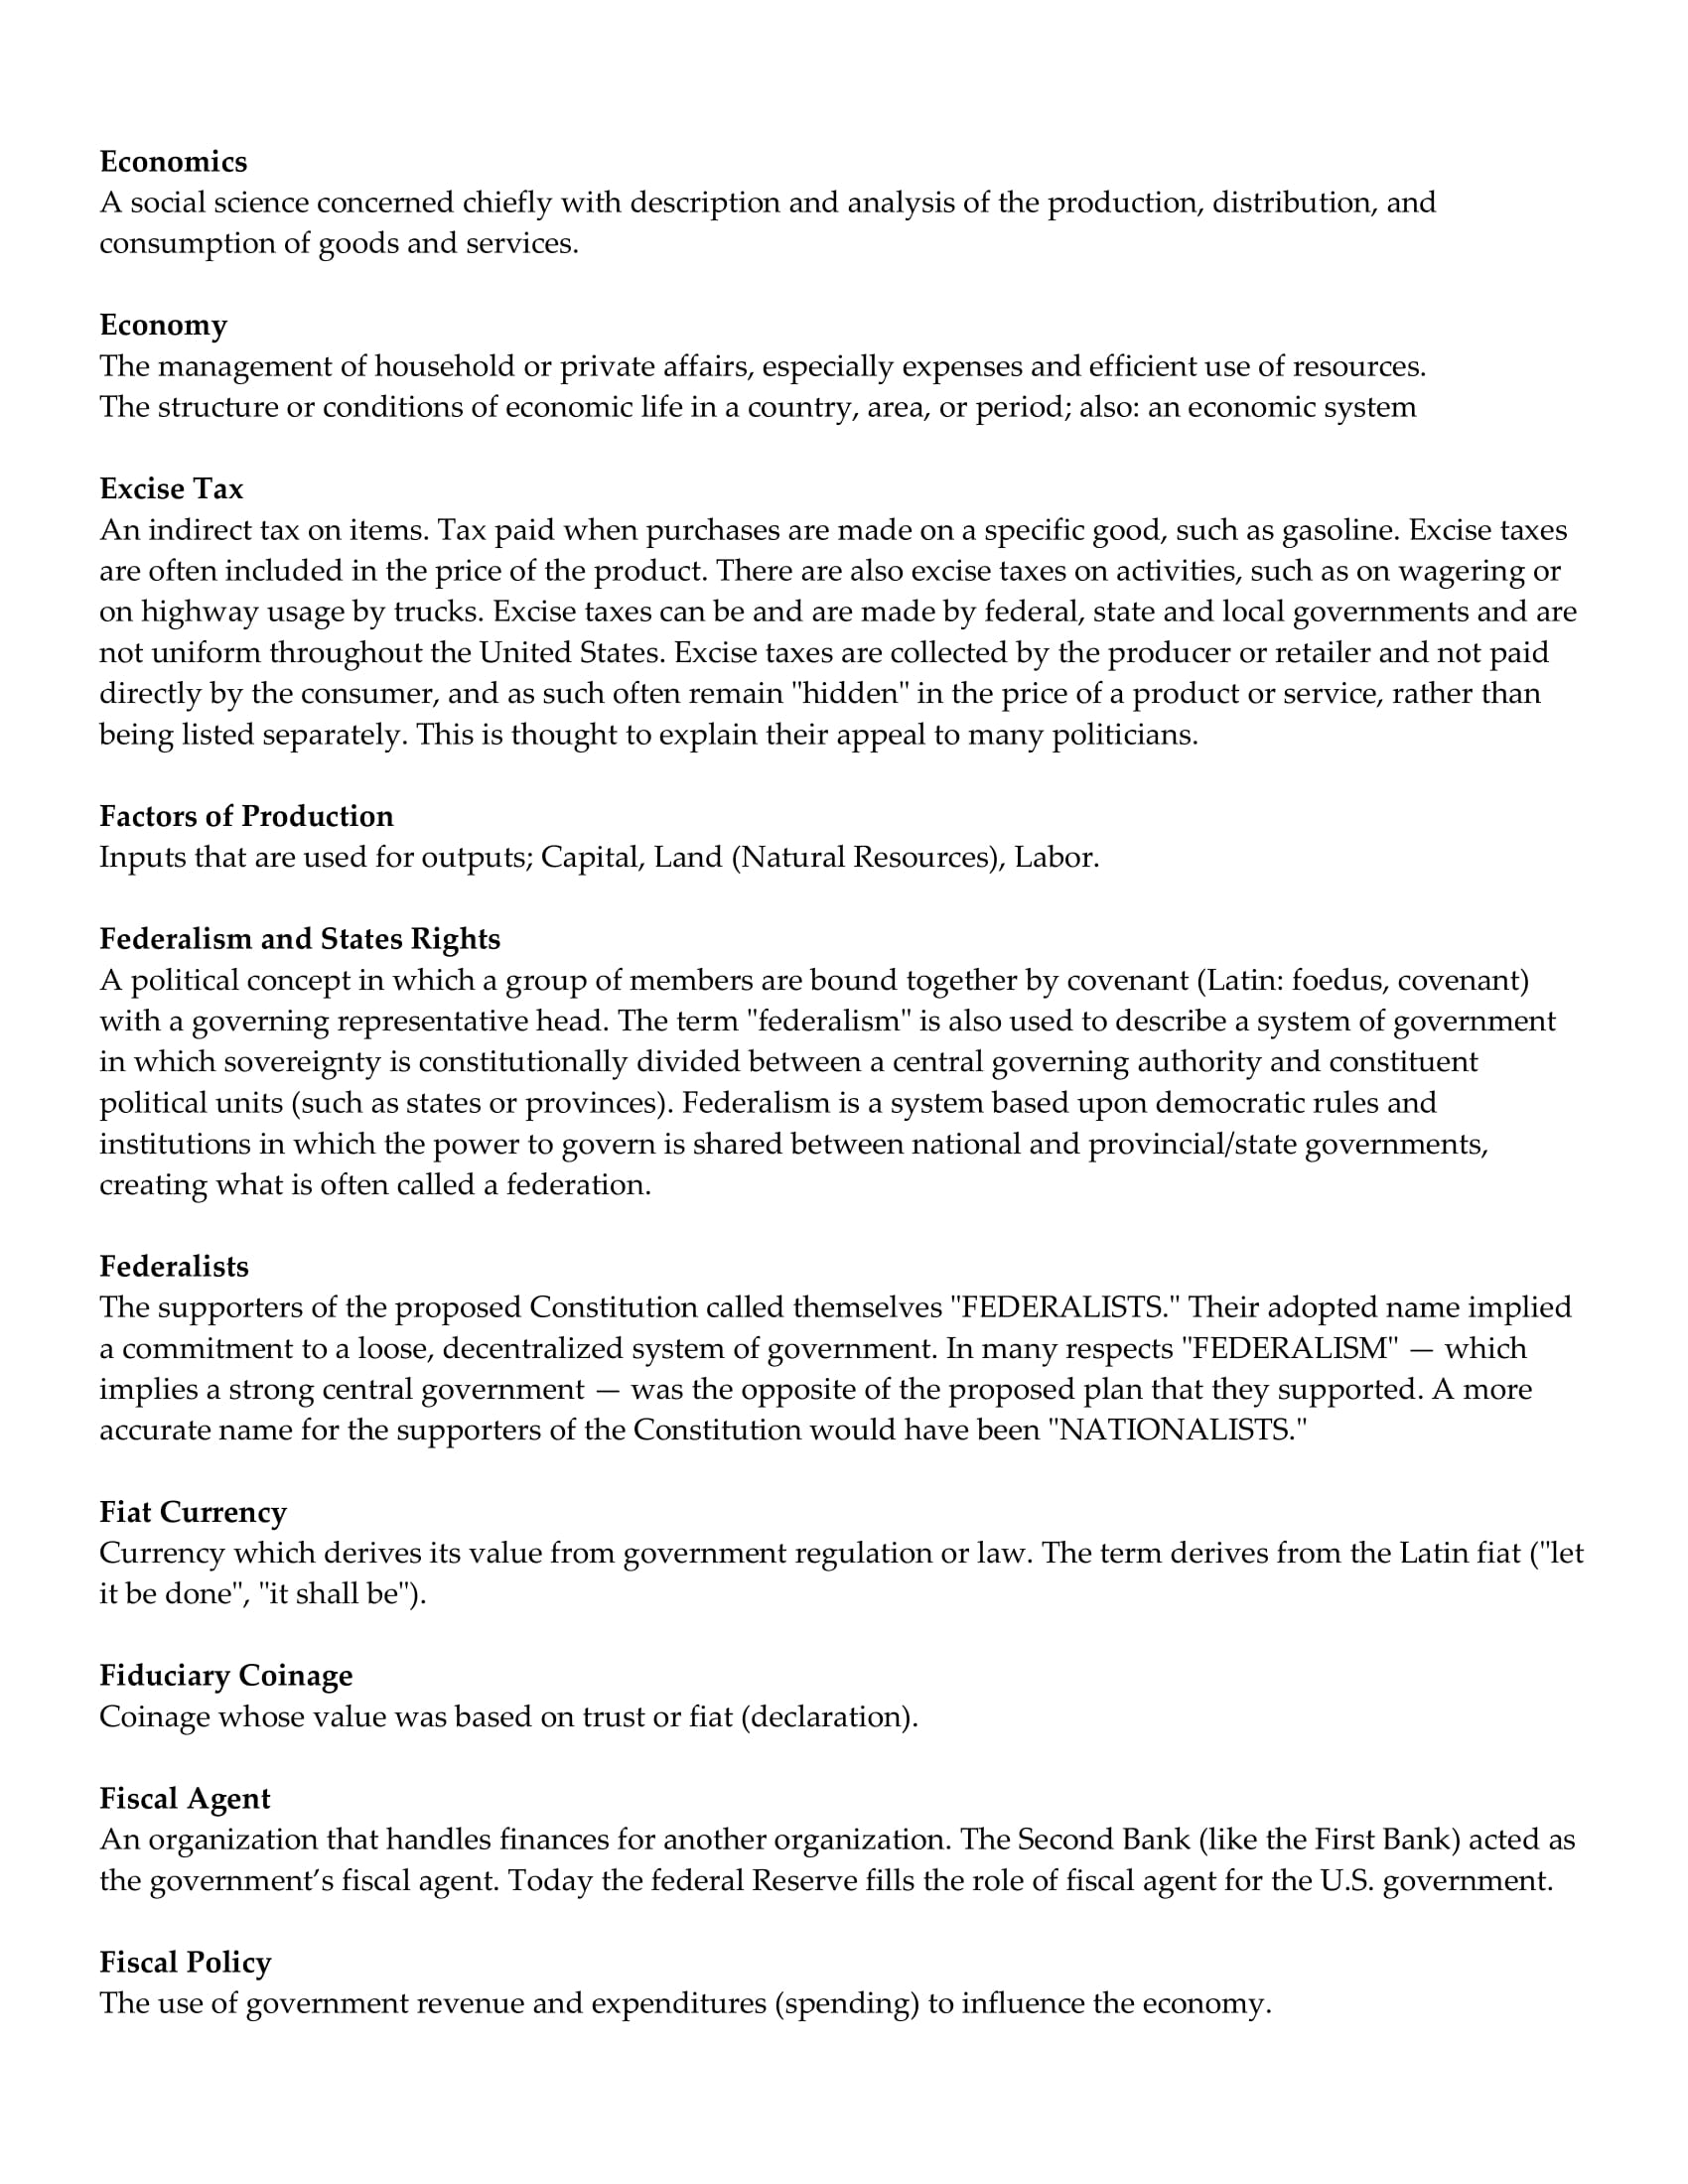 Economics
A social science concerned chiefly with description and analysis of the production, distribution, and
consumption of goods and services.
Economy
The management of household or private affairs, especially expenses and efficient use of resources.
The structure or conditions of economic life in a country, area, or period; also: an economic system
Excise Tax
An indirect tax on items. Tax paid when purchases are made on a specific good, such as gasoline. Excise taxes
are often included in the price of the product. There are also excise taxes on activities, such as on wagering or
on highway usage by trucks. Excise taxes can be and are made by federal, state and local governments and are
not uniform throughout the United States. Excise taxes are collected by the producer or retailer and not paid
directly by the consumer, and as such often remain "hidden" in the price of a product or service, rather than
being listed separately. This is thought to explain their appeal to many politicians.
Factors of Production
Inputs that are used for outputs; Capital, Land (Natural Resources), Labor.
Federalism and States Rights
A political concept in which a group of members are bound together by covenant (Latin: foedus, covenant)
with a governing representative head. The term "federalism" is also used to describe a system of government
in which sovereignty is constitutionally divided between a central governing authority and constituent
political units (such as states or provinces). Federalism is a system based upon democratic rules and
institutions in which the power to govern is shared between national and provincial/state governments,
creating what is often called a federation.
Federalists
The supporters of the proposed Constitution called themselves "FEDERALISTS." Their adopted name implied
a commitment to a loose, decentralized system of government. In many respects "FEDERALISM" — which
implies a strong central government — was the opposite of the proposed plan that they supported. A more
accurate name for the supporters of the Constitution would have been "NATIONALISTS."
Fiat Currency
Currency which derives its value from government regulation or law. The term derives from the Latin fiat ("let
it be done", "it shall be").
Fiduciary Coinage
Coinage whose value was based on trust or fiat (declaration).
Fiscal Agent
An organization that handles finances for another organization. The Second Bank (like the First Bank) acted as
the government’s fiscal agent. Today the federal Reserve fills the role of fiscal agent for the U.S. government.
Fiscal Policy
The use of government revenue and expenditures (spending) to influence the economy.